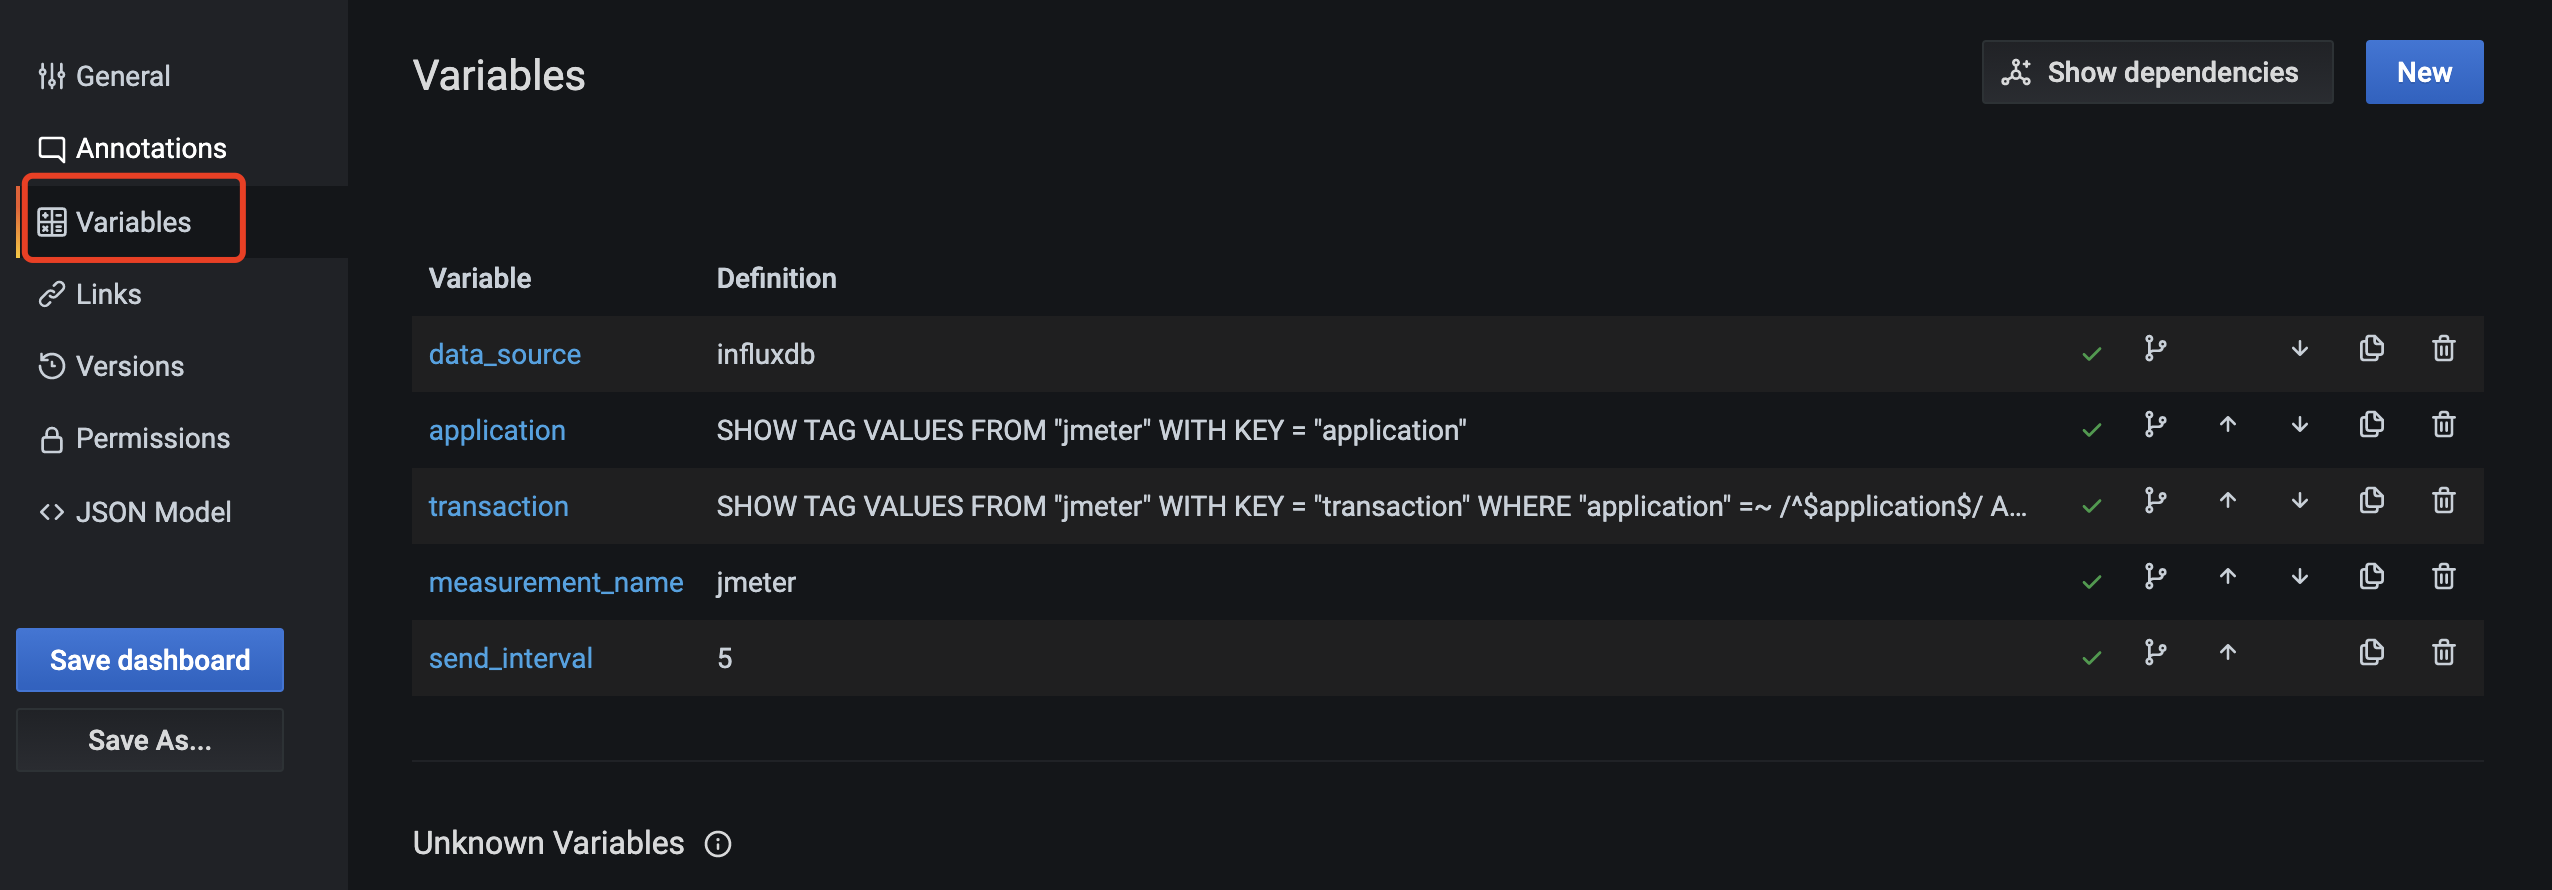 General
Annotations
Variables
Links
Versions
Permissions
JSON Model
Save dashboard
Save As...
Variables
Show dependencies
New
Variable Definition
data_source influxdb
application SHOW TAG VALUES FROM "jmeter" WITH KEY = "application"
transaction SHOW TAG VALUES FROM "jmeter" WITH KEY = "transaction" WHERE "application" =~ /^$application$/ A...
measurement_name jmeter
send_interval 5
Unknown Variables